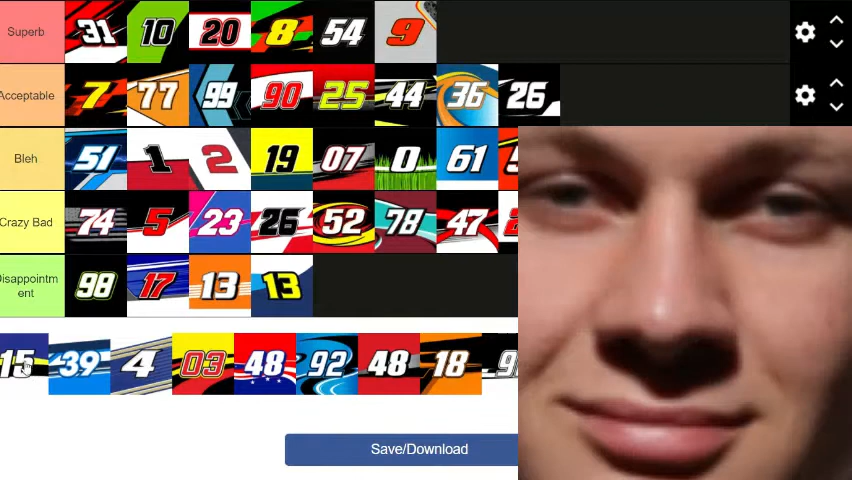 Superb 31 10 20 8 54 9
Acceptable 7 77 99 90 25 44 36 26
Bleh 51 1 2 19 07 0 61
Crazy Bad 74 5 23 26 52 78 47
Disappointm
ent 98 17 13 13
15 39 4 03 48 92 48 18
Save/Download